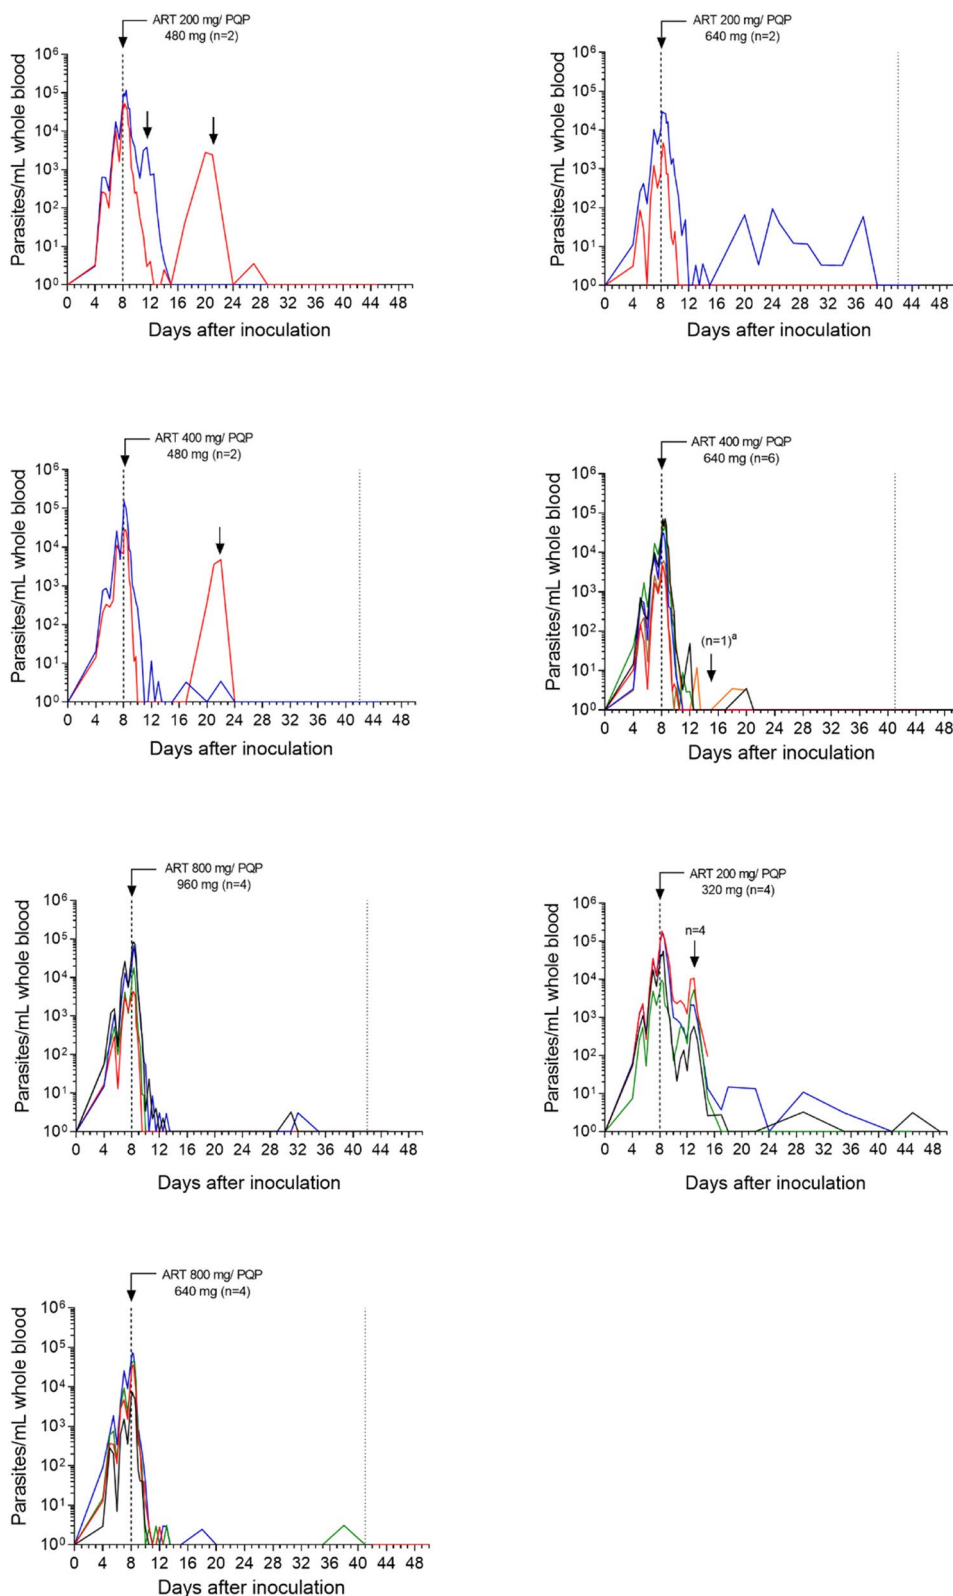 ART 200 mg/ PQP
480 mg (n=2)
Parasites/mL whole blood
10⁶
10⁵
10⁴
10³
10²
10¹
10⁰
0 4 8 12 16 20 24 28 32 36 40 44 48
Days after inoculation
ART 200 mg/ PQP
640 mg (n=2)
Parasites/mL whole blood
10⁶
10⁵
10⁴
10³
10²
10¹
10⁰
0 4 8 12 16 20 24 28 32 36 40 44 48
Days after inoculation
ART 400 mg/ PQP
480 mg (n=2)
Parasites/mL whole blood
10⁶
10⁵
10⁴
10³
10²
10¹
10⁰
0 4 8 12 16 20 24 28 32 36 40 44 48
Days after inoculation
ART 400 mg/ PQP
640 mg (n=6)
Parasites/mL whole blood
10⁶
10⁵
10⁴
10³
10²
10¹
10⁰
(n=1)ᵃ
0 4 8 12 16 20 24 28 32 36 40 44 48
Days after inoculation
ART 800 mg/ PQP
960 mg (n=4)
Parasites/mL whole blood
10⁶
10⁵
10⁴
10³
10²
10¹
10⁰
0 4 8 12 16 20 24 28 32 36 40 44 48
Days after inoculation
ART 200 mg/ PQP
320 mg (n=4)
Parasites/mL whole blood
10⁶
10⁵
10⁴
10³
10²
10¹
10⁰
n=4
0 4 8 12 16 20 24 28 32 36 40 44 48
Days after inoculation
ART 800 mg/ PQP
640 mg (n=4)
Parasites/mL whole blood
10⁶
10⁵
10⁴
10³
10²
10¹
10⁰
0 4 8 12 16 20 24 28 32 36 40 44 48
Days after inoculation